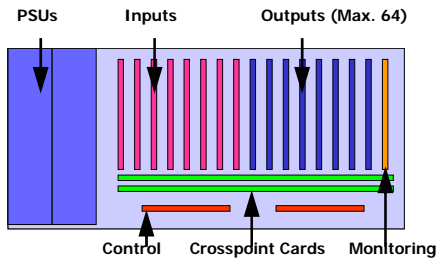 PSUs Inputs Outputs (Max. 64)
Control Crosspoint Cards Monitoring